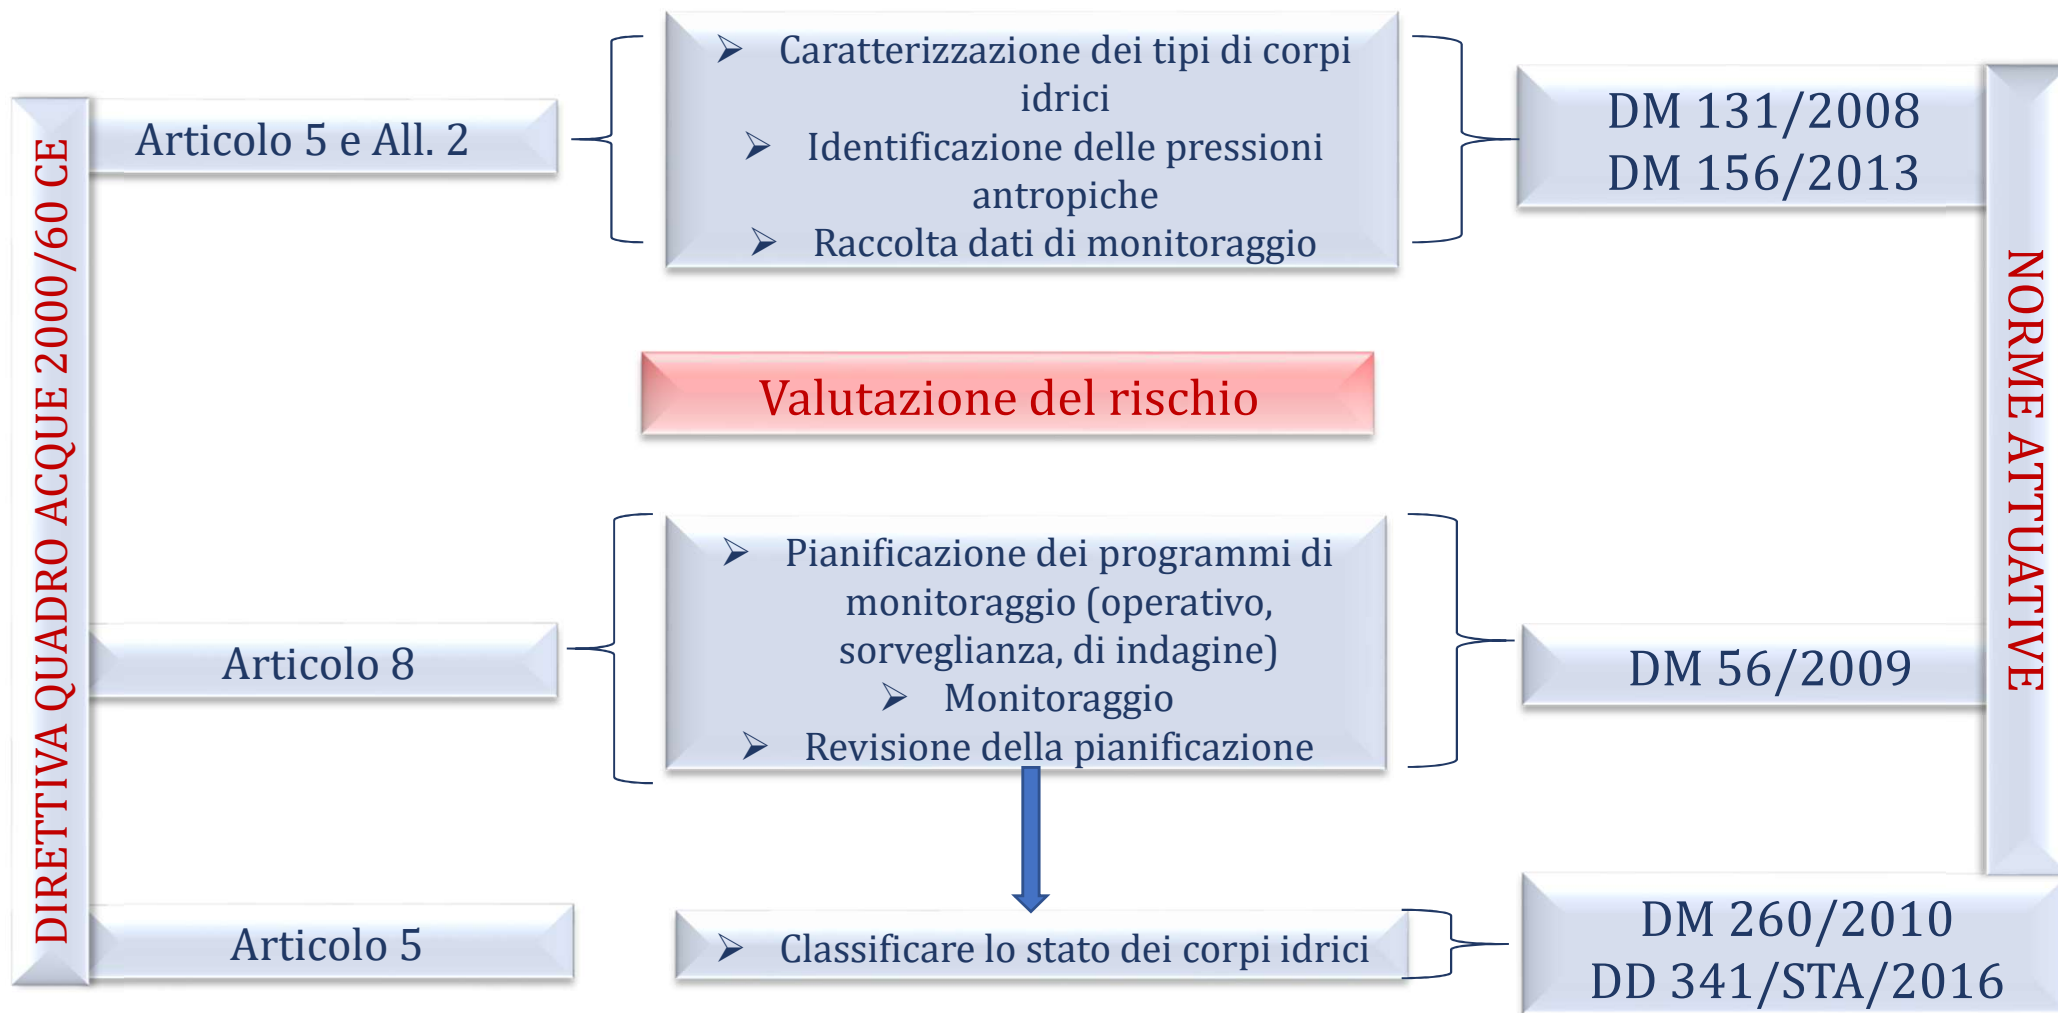 DIRETTIVA QUADRO ACQUE 2000/60 CE
Articolo 5 e All. 2
➢ Caratterizzazione dei tipi di corpi
idrici
➢ Identificazione delle pressioni
antropiche
➢ Raccolta dati di monitoraggio
DM 131/2008
DM 156/2013
NORME ATTUATIVE
Valutazione del rischio
Articolo 8
➢ Pianificazione dei programmi di
monitoraggio (operativo,
sorveglianza, di indagine)
➢ Monitoraggio
➢ Revisione della pianificazione
DM 56/2009
Articolo 5
➢ Classificare lo stato dei corpi idrici
DM 260/2010
DD 341/STA/2016